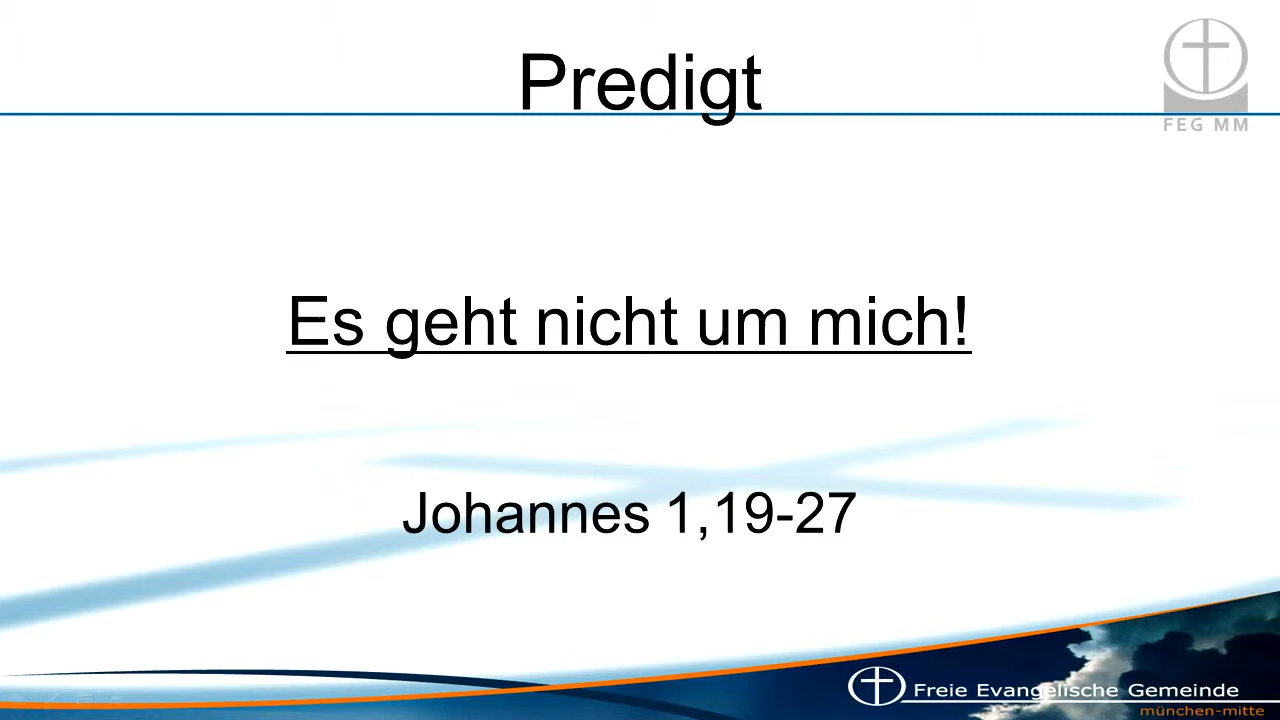 Predigt
FEG MM
Es geht nicht um mich!
Johannes 1,19-27
Freie Evangelische Gemeinde
münchen-mitte